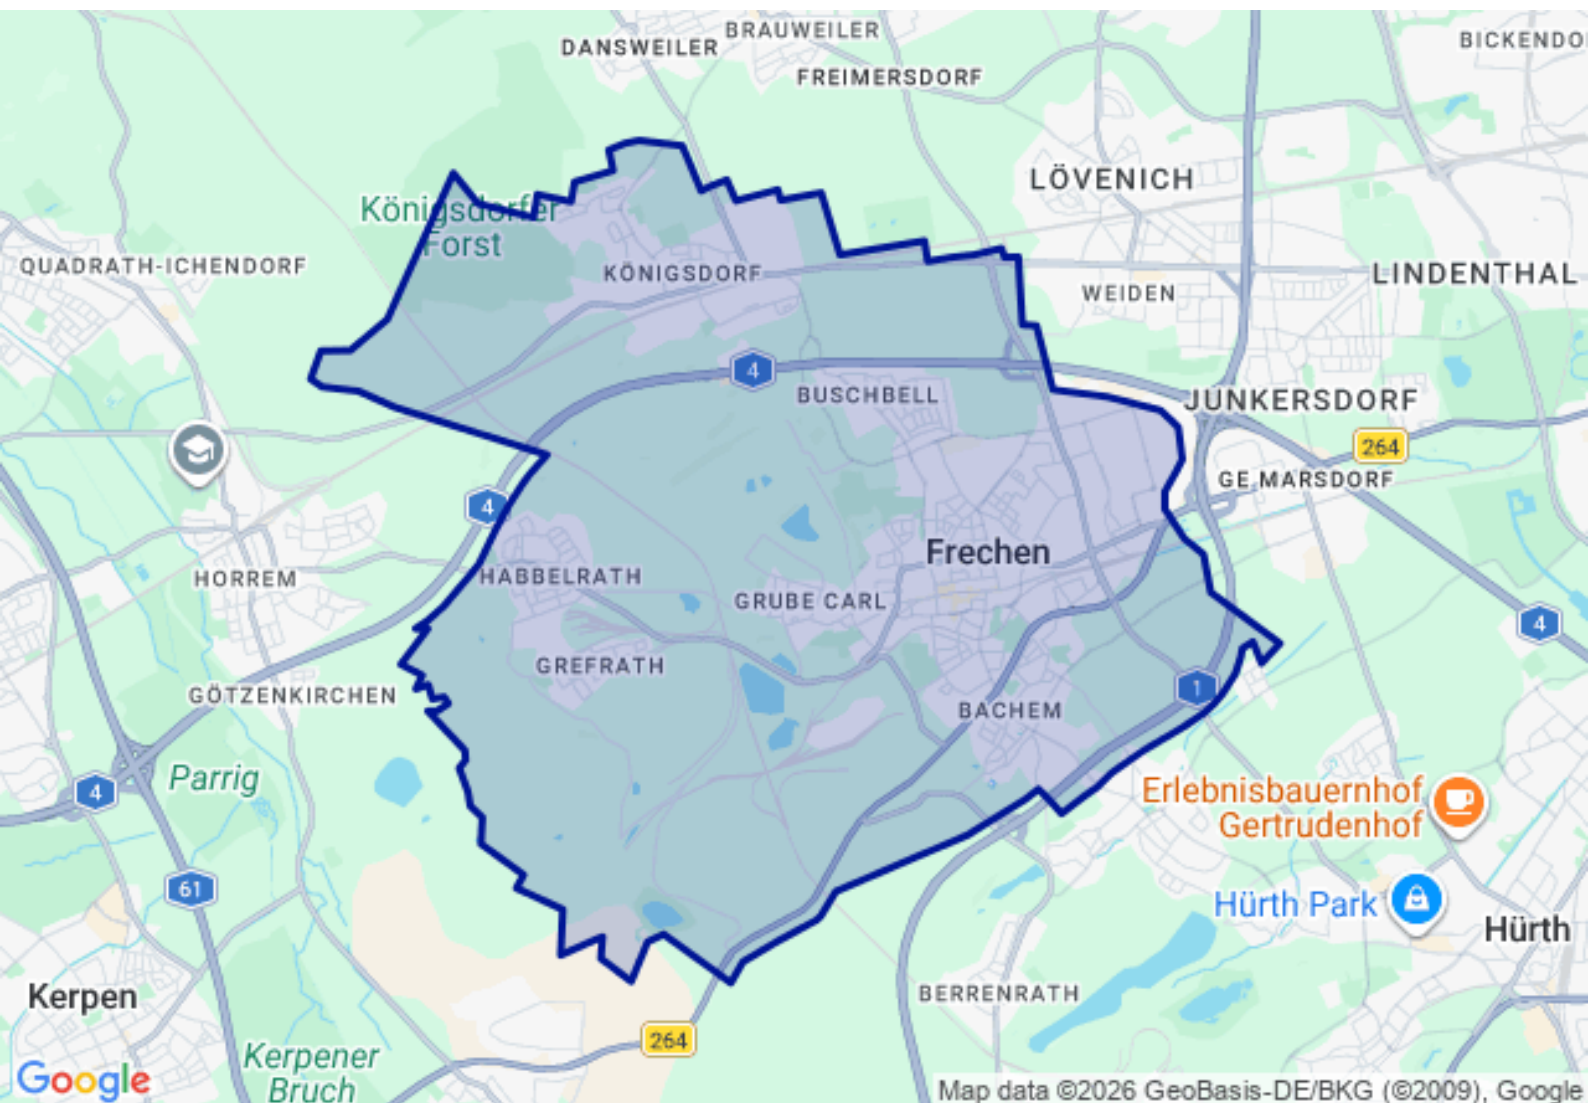 BRAUWEILER
DANSWEILER
BICKENDO
FREIMERSDORF
LÖVENICH
Königsdorfer
Forst
QUADRATH-ICHENDORF
KÖNIGSDORF
LINDENTHAL
WEIDEN
4
BUSCHBELL
JUNKERSDORF
264
GE MARSDORF
4
Frechen
HORREM
HABBELRATH
GRUBE CARL
4
GREFRATH
GÖTZENKIRCHEN
1
BACHEM
Parrig
4
Erlebnisbauernhof
Gertrudenhof
61
Hürth Park
Hürth
Kerpen
BERRENRATH
264
Kerpener
Bruch
Google
Map data ©2026 GeoBasis-DE/BKG (©2009), Google